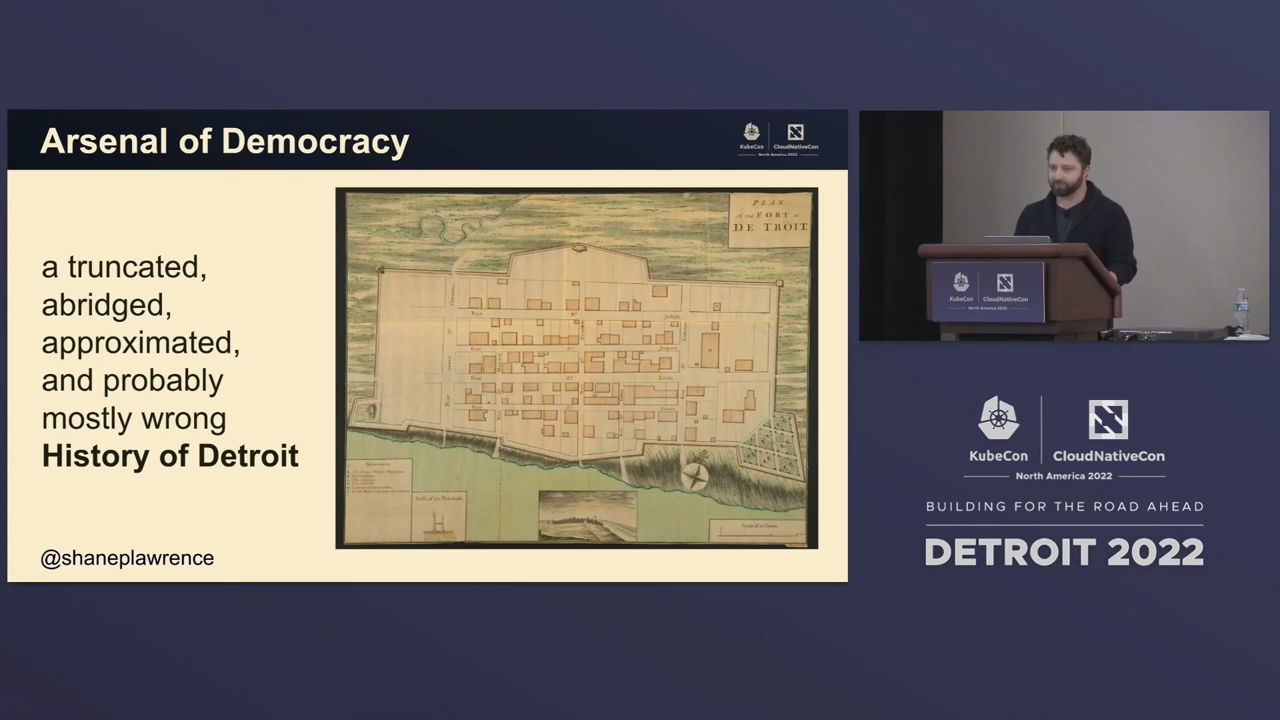 Arsenal of Democracy
KubeCon
CloudNativeCon
North America 2022
a truncated,
abridged,
approximated,
and probably
mostly wrong
History of Detroit
@shaneplawrence
PLAN
of the FORT at
DE TROIT.
KubeCon
CloudNativeCon
North America 2022
KubeCon
CloudNativeCon
North America 2022
BUILDING FOR THE ROAD AHEAD
DETROIT 2022